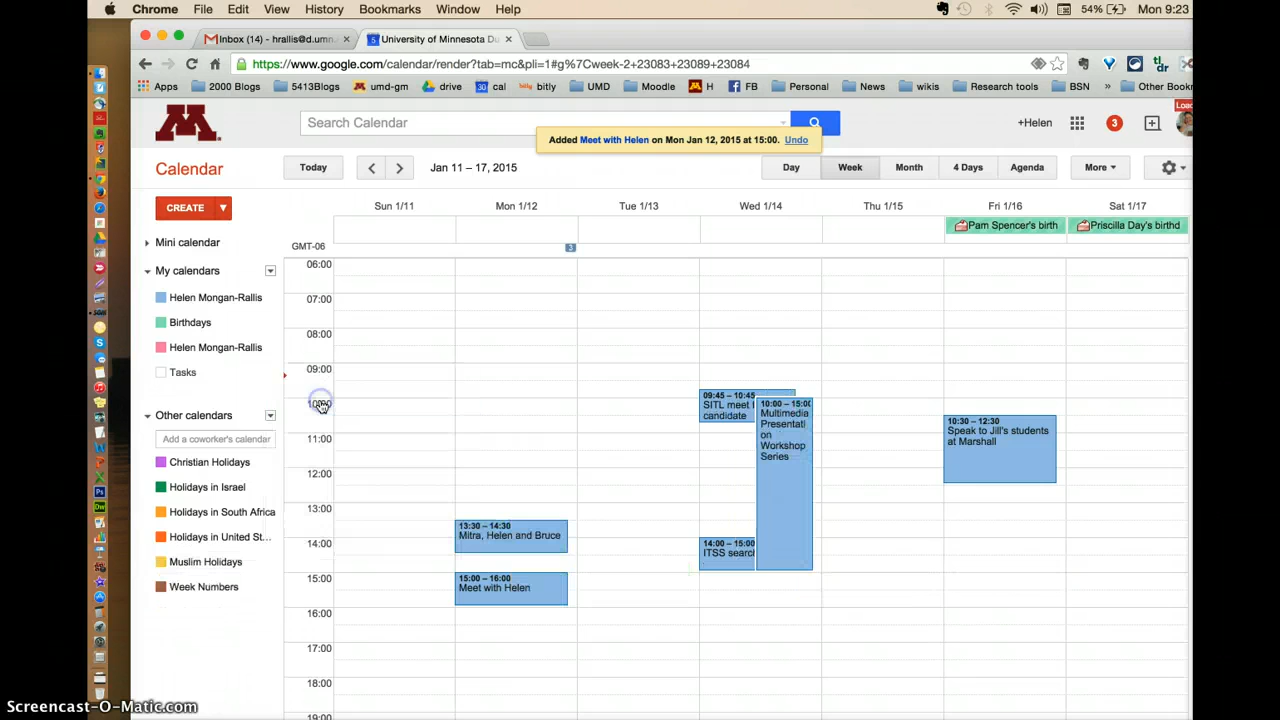 Chrome File Edit View History Bookmarks Window Help 54% Mon 9:23
Inbox (14) - hrallis@d.umn. × University of Minnesota Du ×
https://www.google.com/calendar/render?tab=mc&pli=1#g%7Cweek-2+23083+23089+23084
Apps 2000 Blogs 5413Blogs umd-gm drive 30 cal bitly UMD Moodle H FB Personal News wikis Research tools BSN » Other Book
Search Calendar
+Helen 3
Added Meet with Helen on Mon Jan 12, 2015 at 15:00. Undo
Calendar Today Jan 11 – 17, 2015 Day Week Month 4 Days Agenda More
CREATE
Sun 1/11 Mon 1/12 Tue 1/13 Wed 1/14 Thu 1/15 Fri 1/16 Sat 1/17
Pam Spencer's birth Priscilla Day's birthd
GMT-06 3
Mini calendar
My calendars
Helen Mongan-Rallis
Birthdays
Helen Mongan-Rallis
Tasks
Other calendars
Add a coworker's calendar
Christian Holidays
Holidays in Israel
Holidays in South Africa
Holidays in United St...
Muslim Holidays
Week Numbers
06:00
07:00
08:00
09:00
10:00
11:00
12:00
13:00
14:00
15:00
16:00
17:00
18:00
19:00
13:30 – 14:30
Mitra, Helen and Bruce
15:00 – 16:00
Meet with Helen
09:45 – 10:45
SITL meet
candidate
10:00 – 15:00
Multimedia
Presentati
on
Workshop
Series
14:00 – 15:00
ITSS search
10:30 – 12:30
Speak to Jill's students
at Marshall
Screencast-O-Matic.com